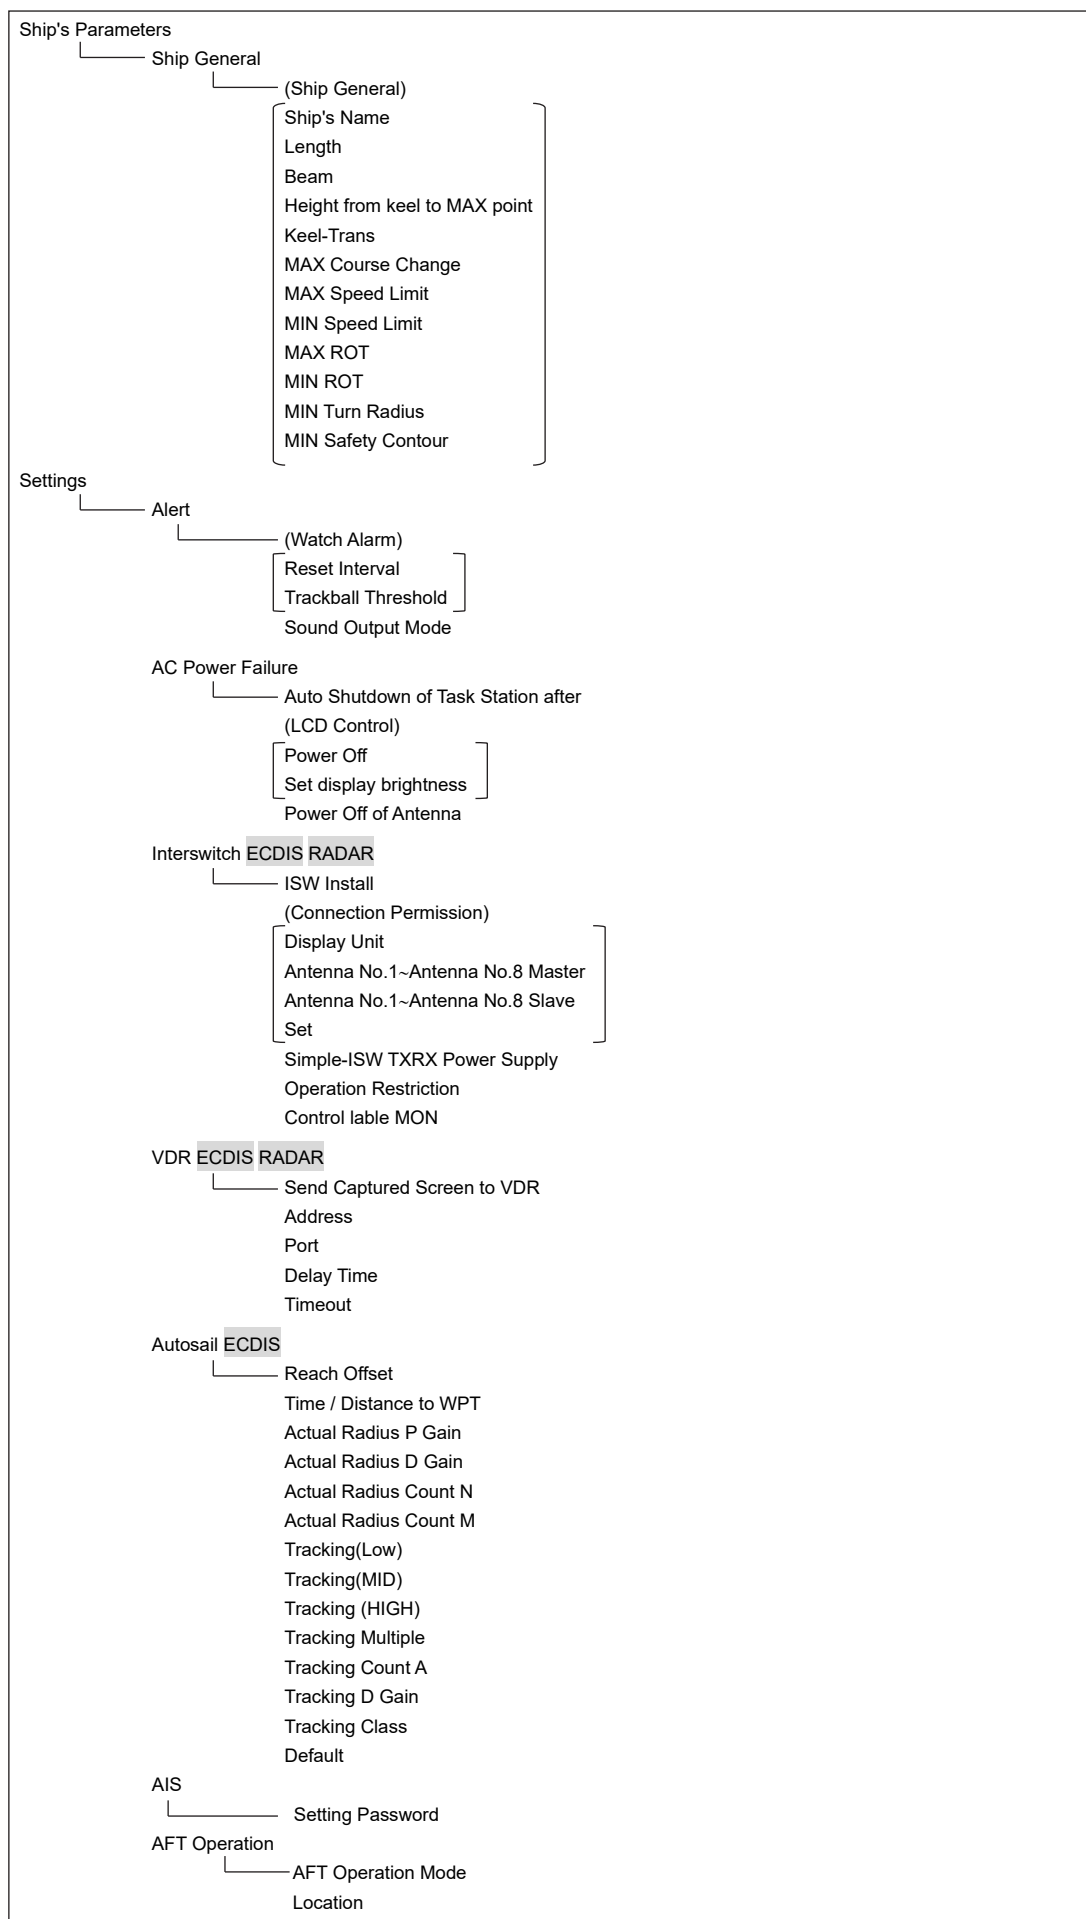 Ship's Parameters
Ship General
(Ship General)
Ship's Name
Length
Beam
Height from keel to MAX point
Keel-Trans
MAX Course Change
MAX Speed Limit
MIN Speed Limit
MAX ROT
MIN ROT
MIN Turn Radius
MIN Safety Contour
Settings
Alert
(Watch Alarm)
Reset Interval
Trackball Threshold
Sound Output Mode
AC Power Failure
Auto Shutdown of Task Station after
(LCD Control)
Power Off
Set display brightness
Power Off of Antenna
Interswitch ECDIS RADAR
ISW Install
(Connection Permission)
Display Unit
Antenna No.1~Antenna No.8 Master
Antenna No.1~Antenna No.8 Slave
Set
Simple-ISW TXRX Power Supply
Operation Restriction
Control lable MON
VDR ECDIS RADAR
Send Captured Screen to VDR
Address
Port
Delay Time
Timeout
Autosail ECDIS
Reach Offset
Time / Distance to WPT
Actual Radius P Gain
Actual Radius D Gain
Actual Radius Count N
Actual Radius Count M
Tracking(Low)
Tracking(MID)
Tracking (HIGH)
Tracking Multiple
Tracking Count A
Tracking D Gain
Tracking Class
Default
AIS
Setting Password
AFT Operation
AFT Operation Mode
Location